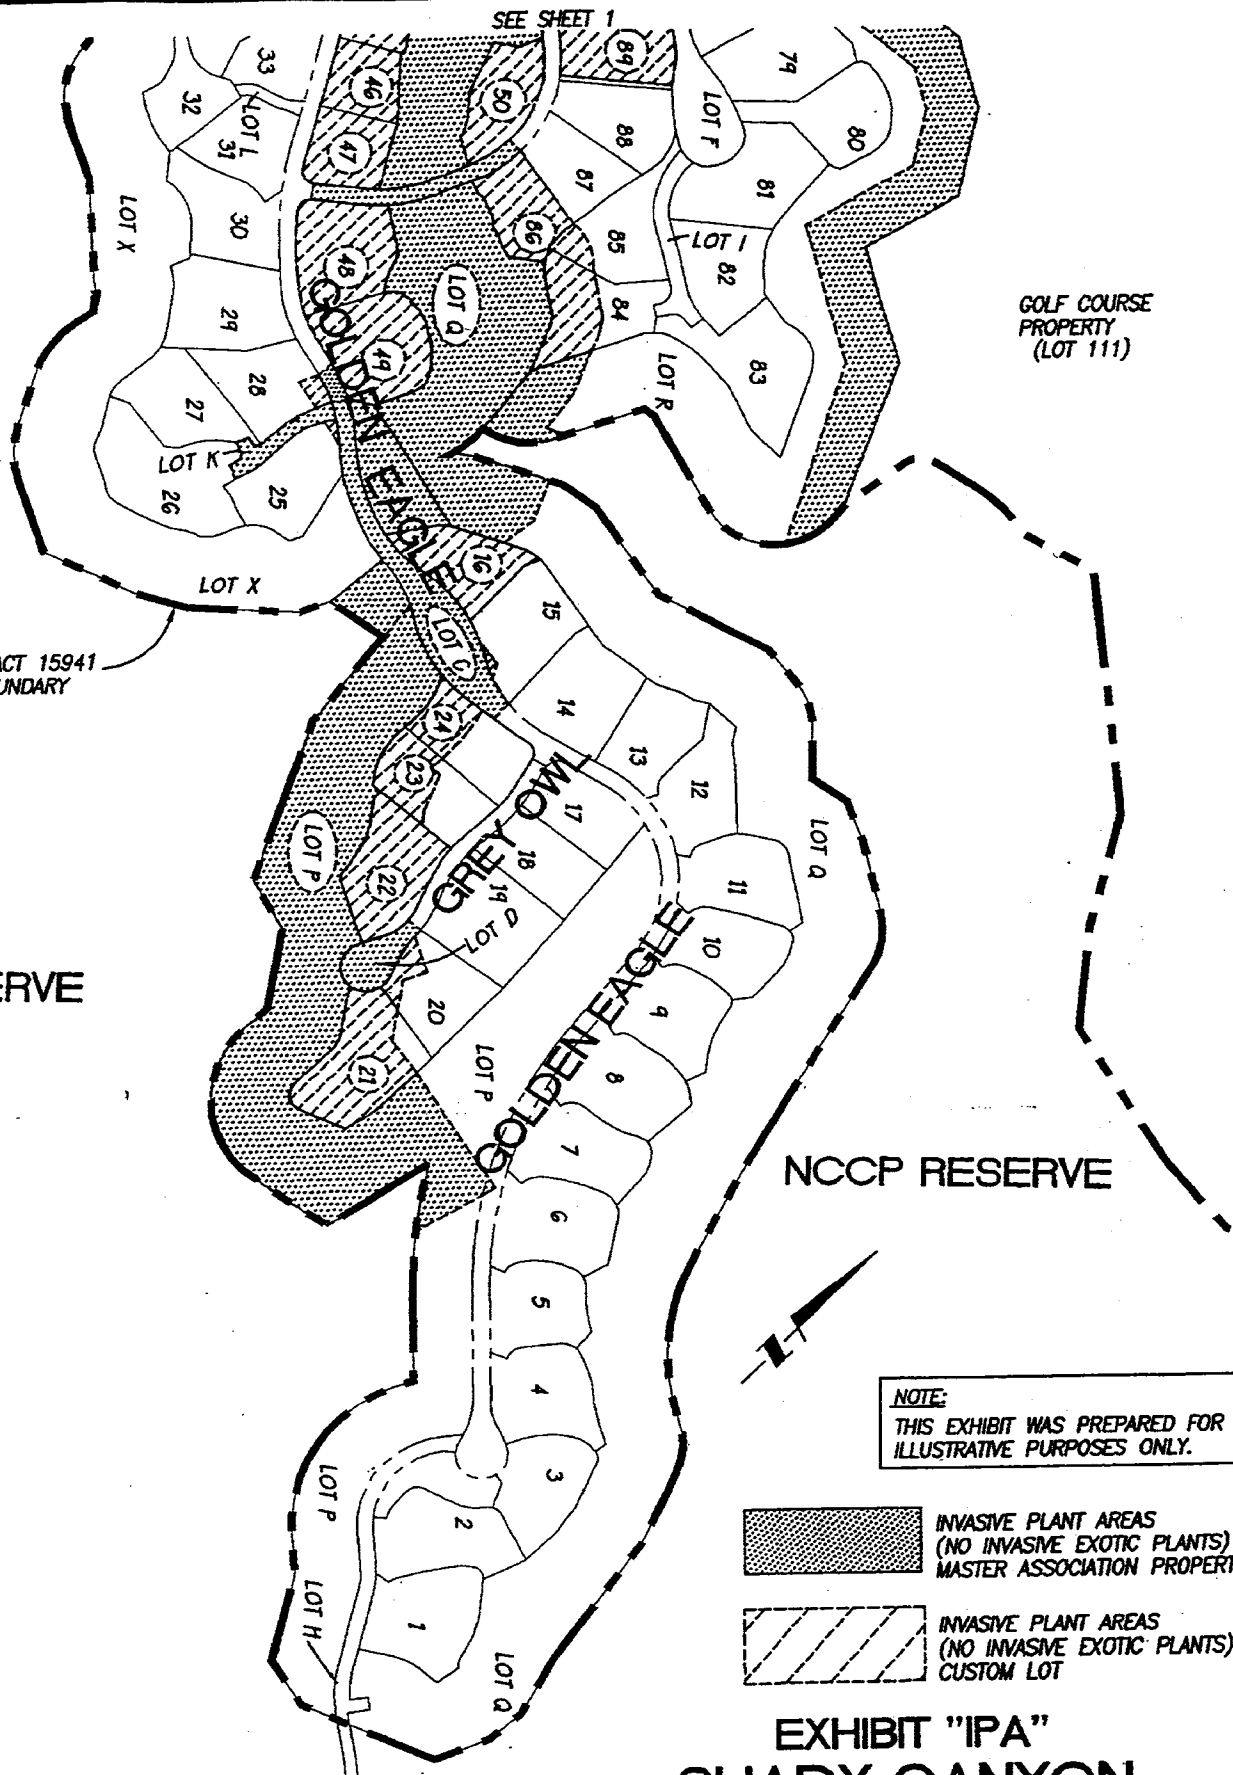 SEE SHEET 1
33
32
LOT L
31
46
47
50
89
88
87
LOT F
79
80
81
LOT X
30
48
86
85
LOT I
82
LOT Q
29
49
84
GOLF COURSE
PROPERTY
(LOT 111)
28
83
LOT R
27
GOLDEN EAGLE
LOT K
26
25
16
LOT X
15
LOT C
ACT 15941
UNDARY
24
14
13
12
23
GREY OWL
17
LOT P
22
18
19
LOT Q
11
LOT D
10
ERVE
20
9
GOLDEN EAGLE
21
LOT P
8
7
NCCP RESERVE
6
5
4
3
NOTE:
THIS EXHIBIT WAS PREPARED FOR
ILLUSTRATIVE PURPOSES ONLY.
LOT P
2
INVASIVE PLANT AREAS
(NO INVASIVE EXOTIC PLANTS)
MASTER ASSOCIATION PROPERT
LOT H
1
INVASIVE PLANT AREAS
(NO INVASIVE EXOTIC PLANTS)
CUSTOM LOT
LOT Q
EXHIBIT "IPA"
SHADY CANYON